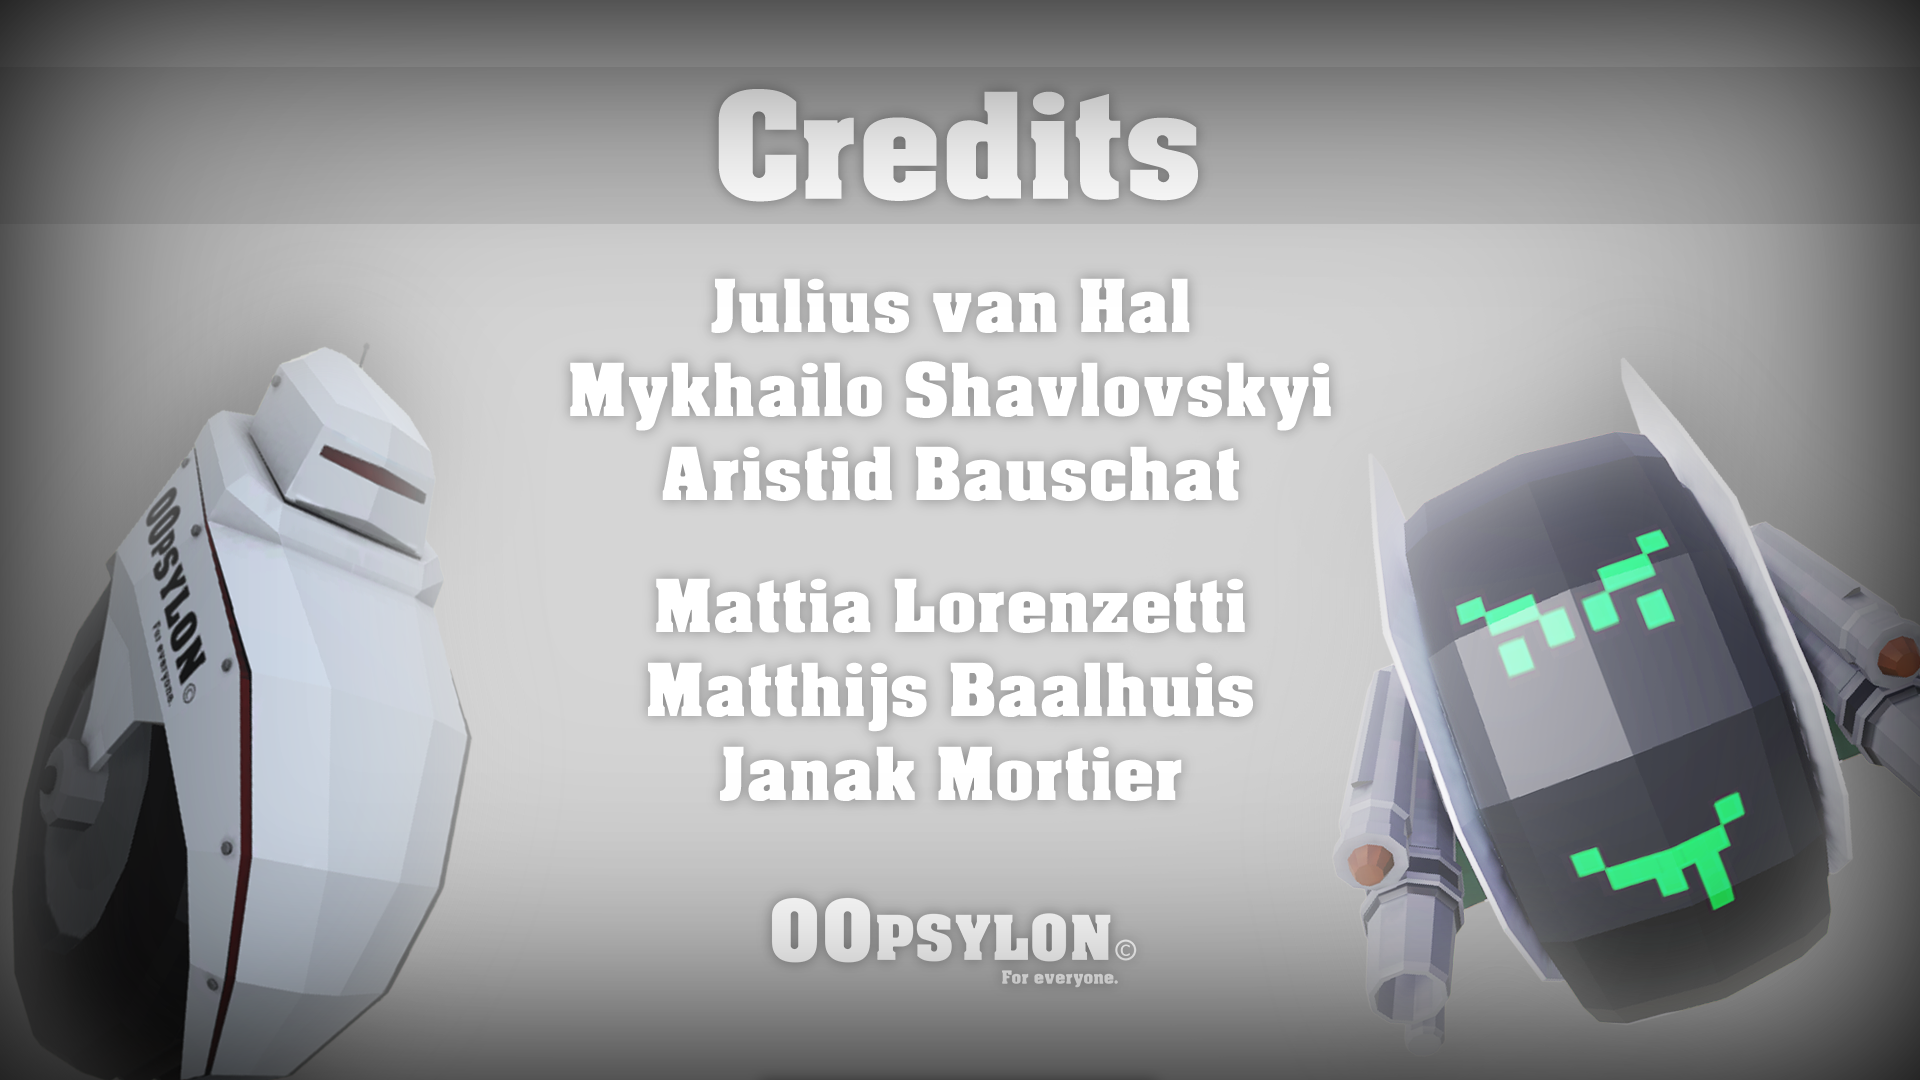 Credits
Julius van Hal
Mykhailo Shavlovskyi
Aristid Bauschat
Mattia Lorenzetti
Matthijs Baalhuis
Janak Mortier
OOPSYLON©
For everyone.
OOPSYLON©
For everyone.